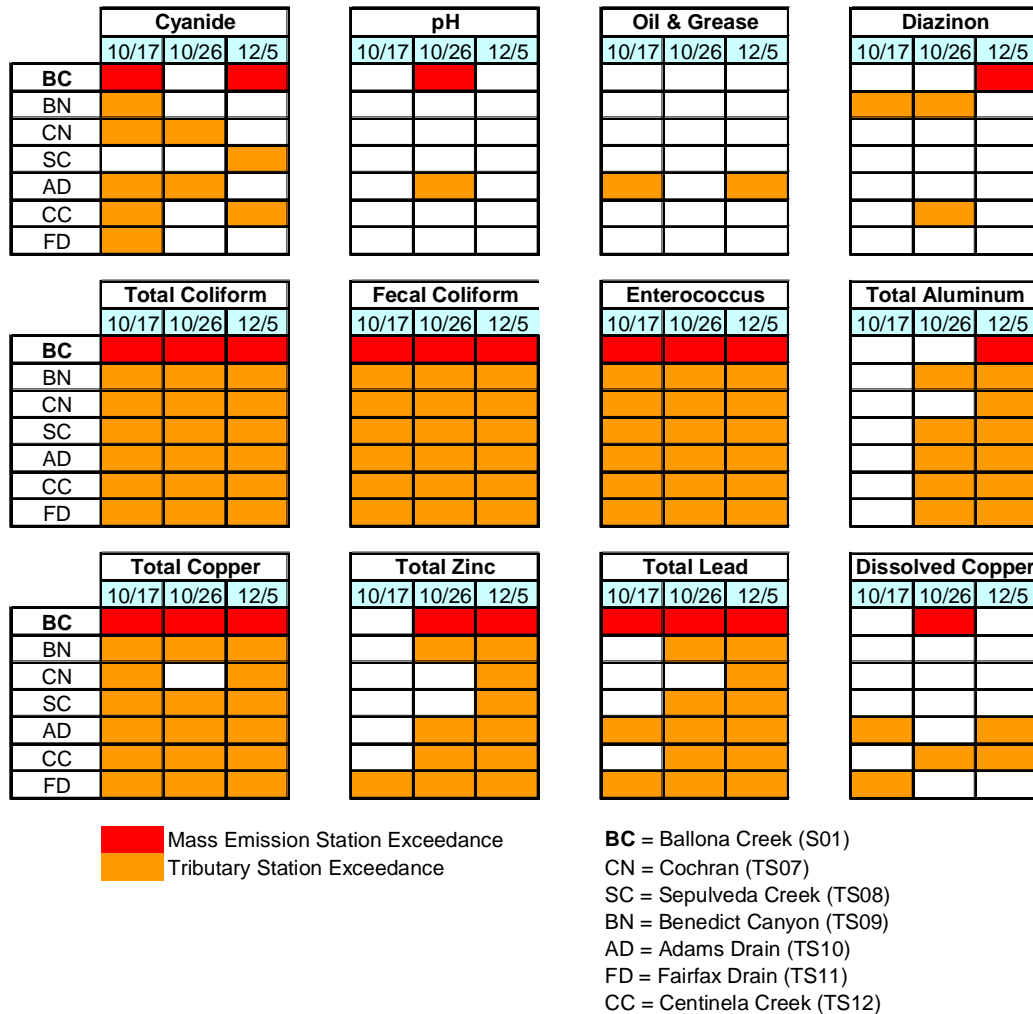 Cyanide pH Oil & Grease Diazinon
10/17 10/26 12/5 10/17 10/26 12/5 10/17 10/26 12/5 10/17 10/26 12/5
BC
BN
CN
SC
AD
CC
FD
Total Coliform Fecal Coliform Enterococcus Total Aluminum
10/17 10/26 12/5 10/17 10/26 12/5 10/17 10/26 12/5 10/17 10/26 12/5
BC
BN
CN
SC
AD
CC
FD
Total Copper Total Zinc Total Lead Dissolved Copper
10/17 10/26 12/5 10/17 10/26 12/5 10/17 10/26 12/5 10/17 10/26 12/5
BC
BN
CN
SC
AD
CC
FD
Mass Emission Station Exceedance
Tributary Station Exceedance
BC = Ballona Creek (S01)
CN = Cochran (TS07)
SC = Sepulveda Creek (TS08)
BN = Benedict Canyon (TS09)
AD = Adams Drain (TS10)
FD = Fairfax Drain (TS11)
CC = Centinela Creek (TS12)